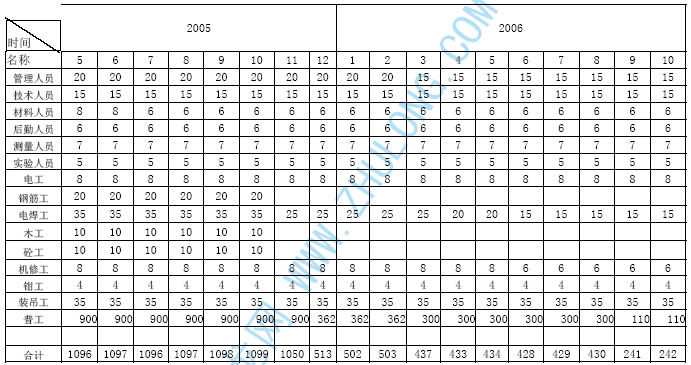 2005 2006
时间
名称 5 6 7 8 9 10 11 12 1 2 3 4 5 6 7 8 9 10
管理人员 20 20 20 20 20 20 20 20 20 20 15 15 15 15 15 15 15 15
技术人员 15 15 15 15 15 15 15 15 15 15 15 15 15 15 15 15 15 15
材料人员 8 8 6 6 6 6 6 6 6 6 6 6 6 6 6 6 6 6
后勤人员 6 6 6 6 6 6 6 6 6 6 6 6 6 6 6 6 6 6
测量人员 7 7 7 7 7 7 7 7 7 7 7 7 7 7 7 7 7 7
实验人员 5 5 5 5 5 5 5 5 5 5 5 5 5 5 5 5 5 5
电工 8 8 8 8 8 8 8 8 8 8 8 8 8 8 8 8 8 8
钢筋工 20 20 20 20 20 20
电焊工 35 35 35 35 35 35 25 25 25 25 25 20 20 15 15 15 15 15
木工 10 10 10 10 10 10
砼工 10 10 10 10 10 10
机修工 8 8 8 8 8 8 8 8 8 8 8 8 8 6 6 6 6 6
钳工 4 4 4 4 4 4 4 4 4 4 4 4 4 4 4 4 4 4
装吊工 35 35 35 35 35 35 35 35 35 35 35 35 35 35 35 35 35 35
普工 900 900 900 900 900 900 900 362 362 362 300 300 300 300 300 300 110 110
合计 1096 1097 1096 1097 1098 1099 1050 513 502 503 437 433 434 428 429 430 241 242
网 WWW.ZHULONG.COM